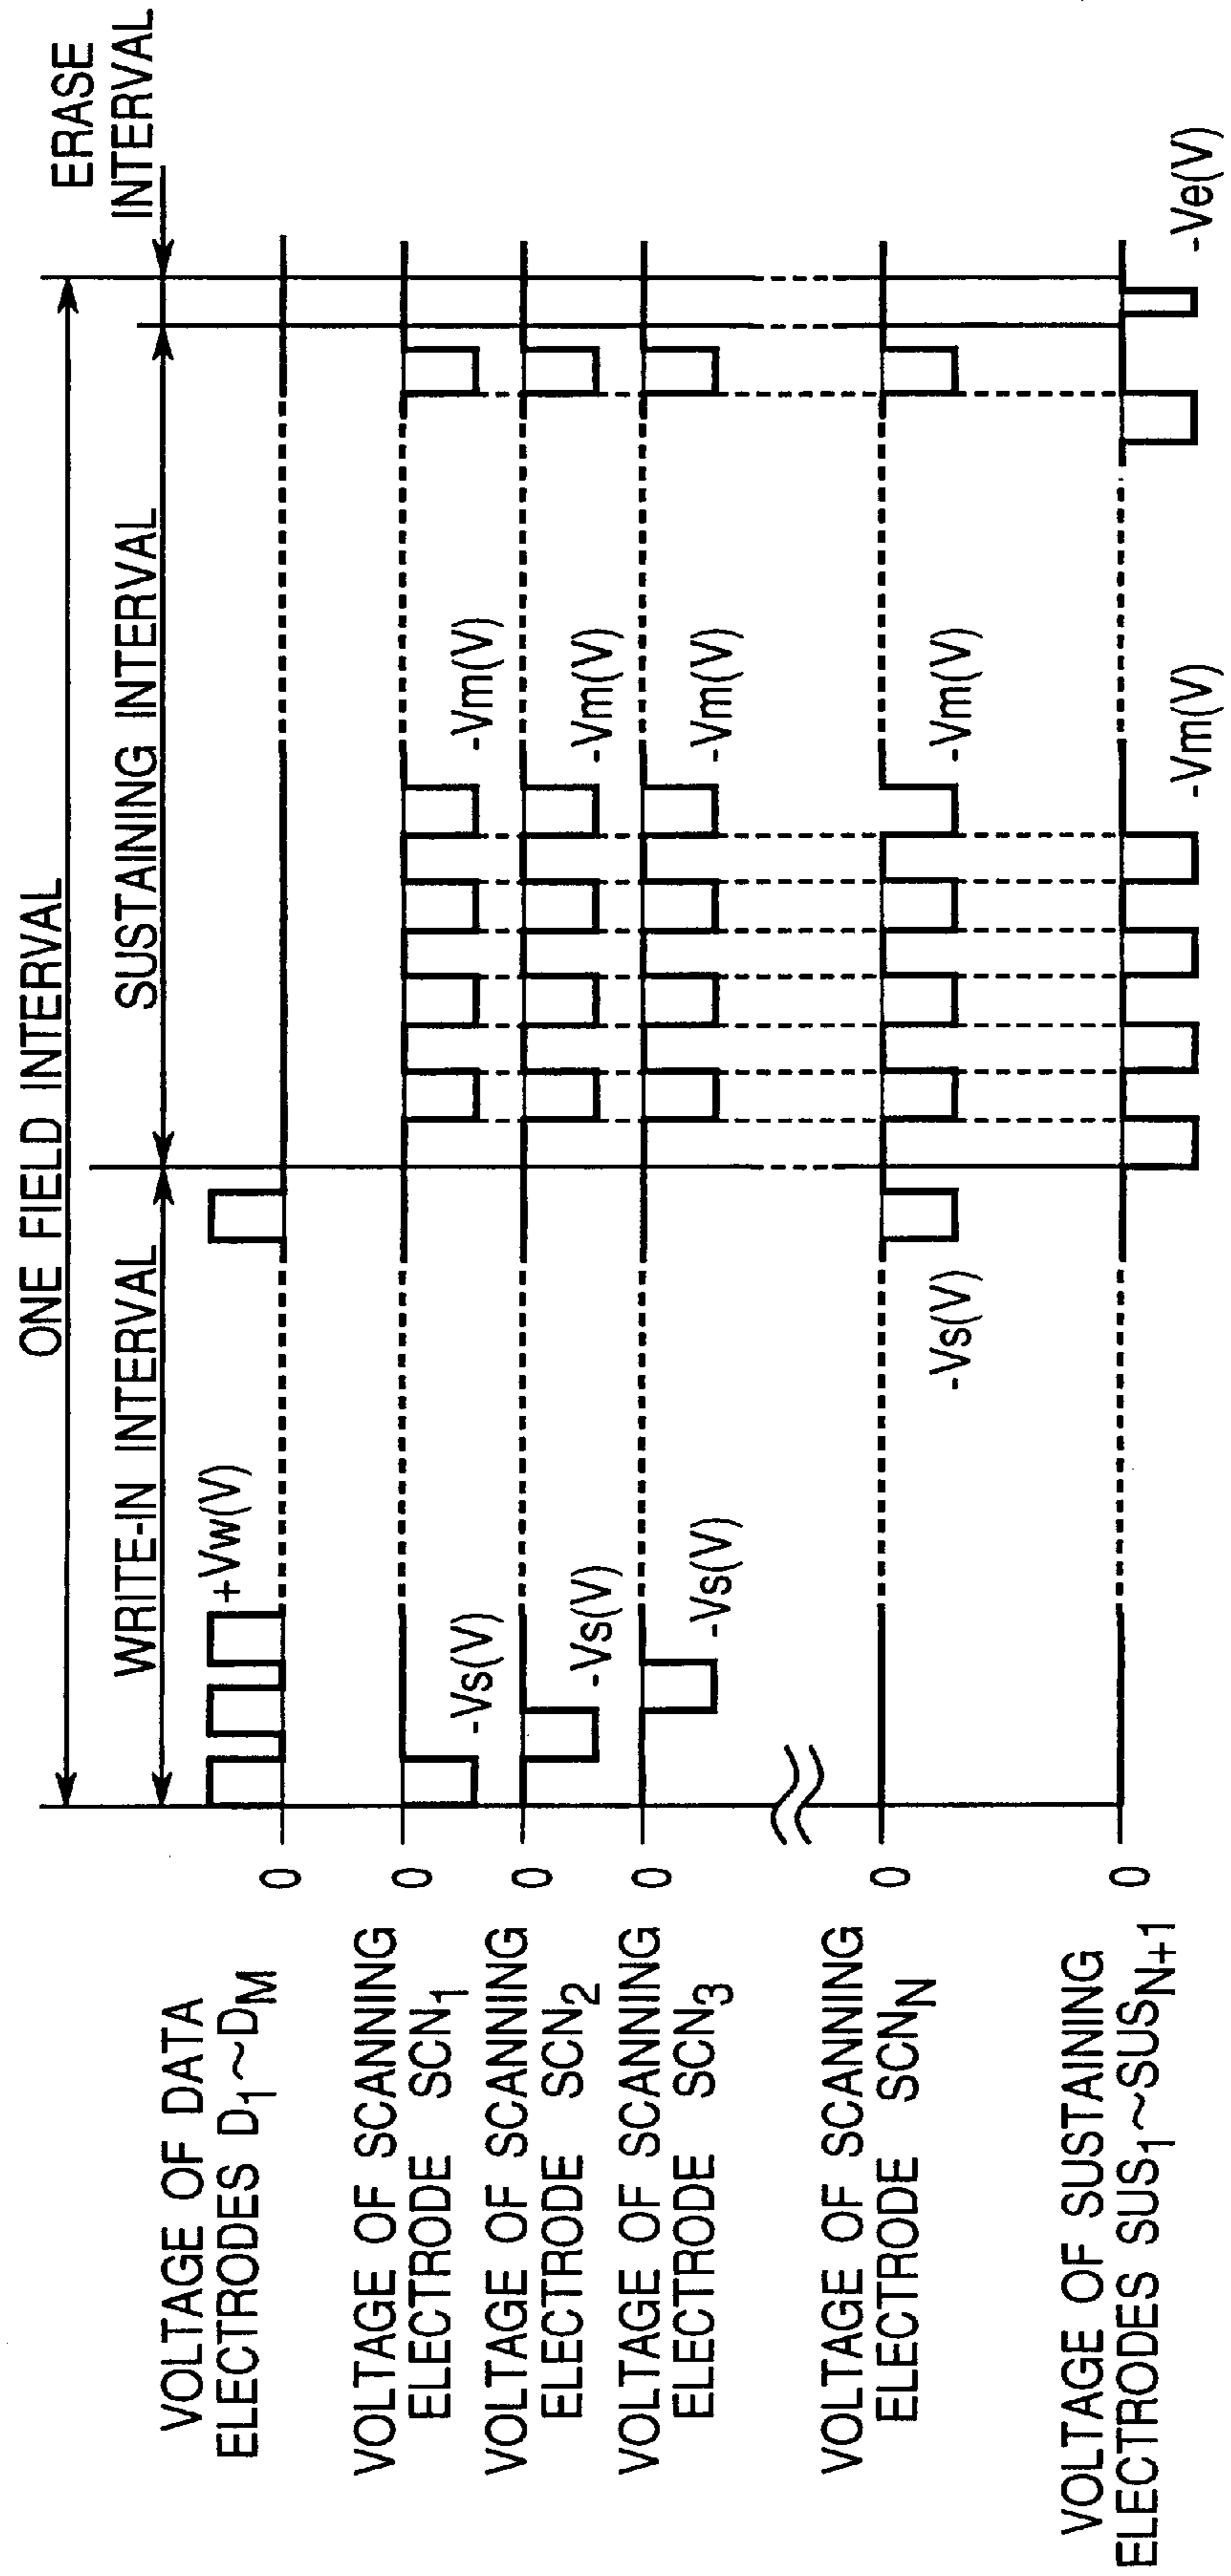 ONE FIELD INTERVAL
ERASE
WRITE-IN INTERVAL
SUSTAINING INTERVAL
INTERVAL
VOLTAGE OF DATA
ELECTRODES D1~DM
0
+Vw(V)
VOLTAGE OF SCANNING
ELECTRODE SCN1
0
-Vs(V)
-Vm(V)
VOLTAGE OF SCANNING
ELECTRODE SCN2
0
-Vs(V)
-Vm(V)
VOLTAGE OF SCANNING
ELECTRODE SCN3
0
-Vs(V)
-Vm(V)
VOLTAGE OF SCANNING
ELECTRODE SCNN
0
-Vs(V)
-Vm(V)
VOLTAGE OF SUSTAINING
ELECTRODES SUS1~SUSN+1
0
-Vm(V)
-Ve(V)